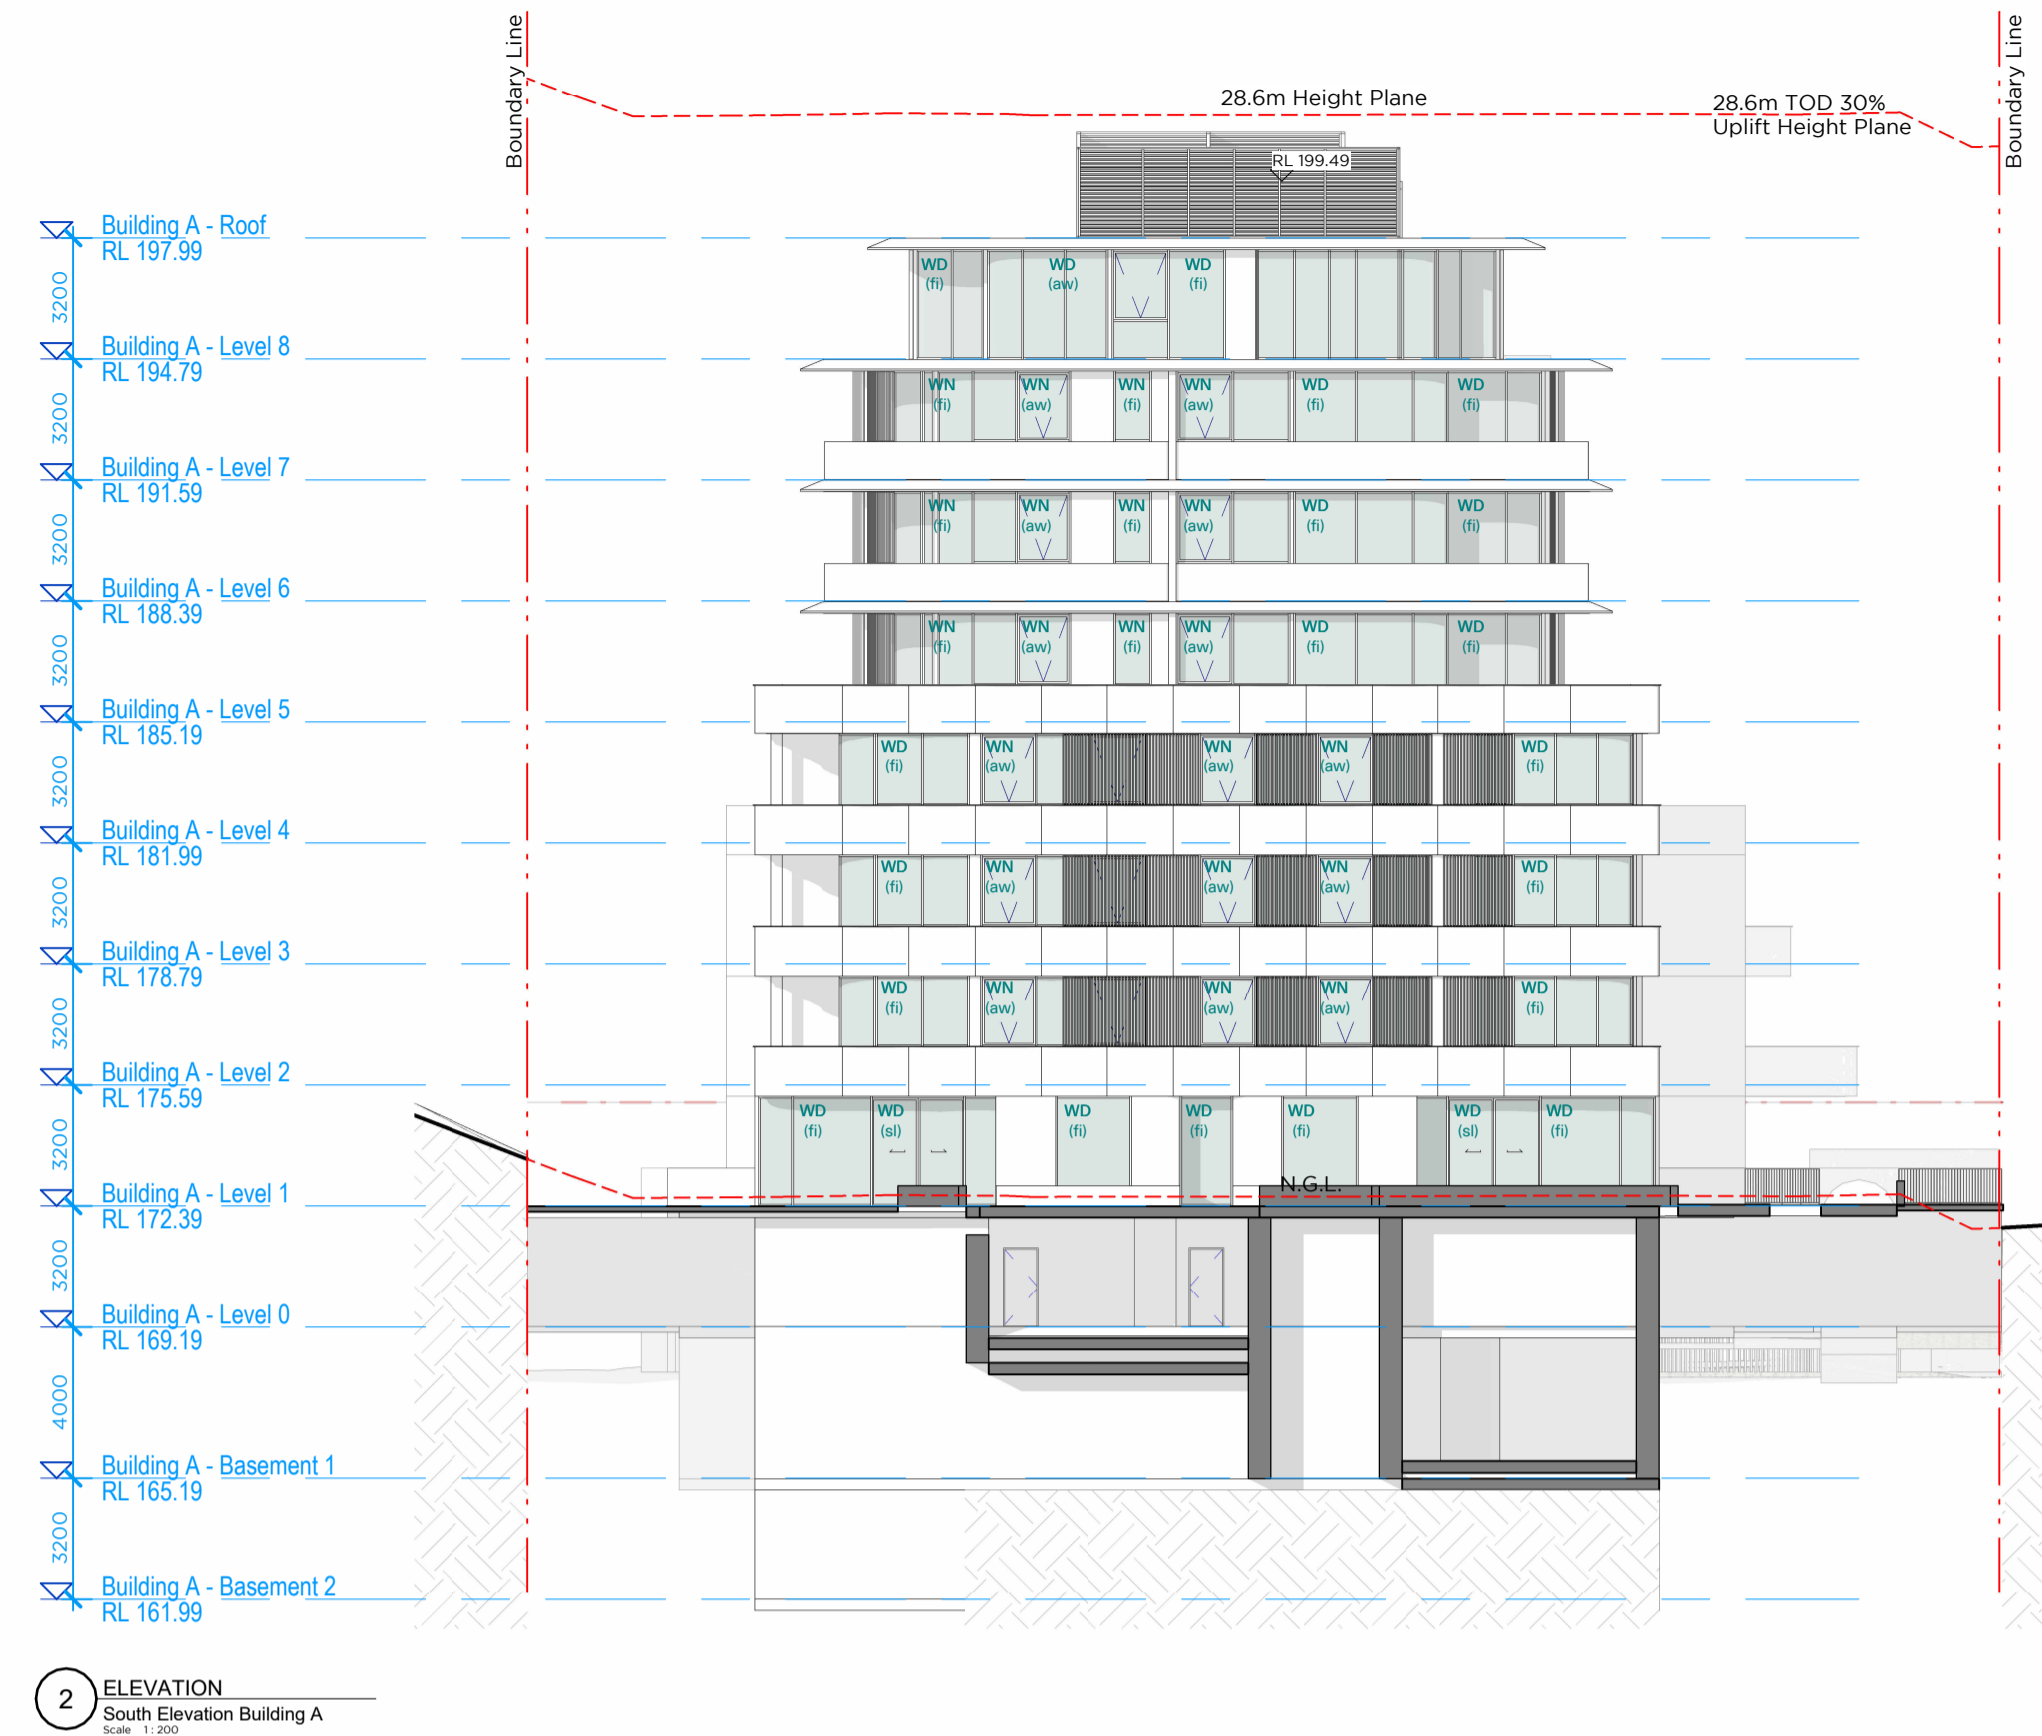 Boundary Line
28.6m Height Plane
28.6m TOD 30%
Uplift Height Plane
Boundary Line
RL 199.49
Building A - Roof
RL 197.99
3200
WD WD WD
(fi) (aw) (fi)
Building A - Level 8
RL 194.79
3200
WN WN WN WN WD WD
(fi) (aw) (fi) (aw) (fi) (fi)
Building A - Level 7
RL 191.59
3200
WN WN WN WN WD WD
(fi) (aw) (fi) (aw) (fi) (fi)
Building A - Level 6
RL 188.39
3200
WN WN WN WN WD WD
(fi) (aw) (fi) (aw) (fi) (fi)
Building A - Level 5
RL 185.19
3200
WD WN WN WN WD
(fi) (aw) (aw) (aw) (fi)
Building A - Level 4
RL 181.99
3200
WD WN WN WN WD
(fi) (aw) (aw) (aw) (fi)
Building A - Level 3
RL 178.79
3200
WD WN WN WN WD
(fi) (aw) (aw) (aw) (fi)
Building A - Level 2
RL 175.59
3200
WD WD WD WD WD WD WD
(fi) (sl) (fi) (fi) (fi) (sl) (fi)
N.G.L.
Building A - Level 1
RL 172.39
3200
Building A - Level 0
RL 169.19
4000
Building A - Basement 1
RL 165.19
3200
Building A - Basement 2
RL 161.99
2
ELEVATION
South Elevation Building A
Scale 1 : 200